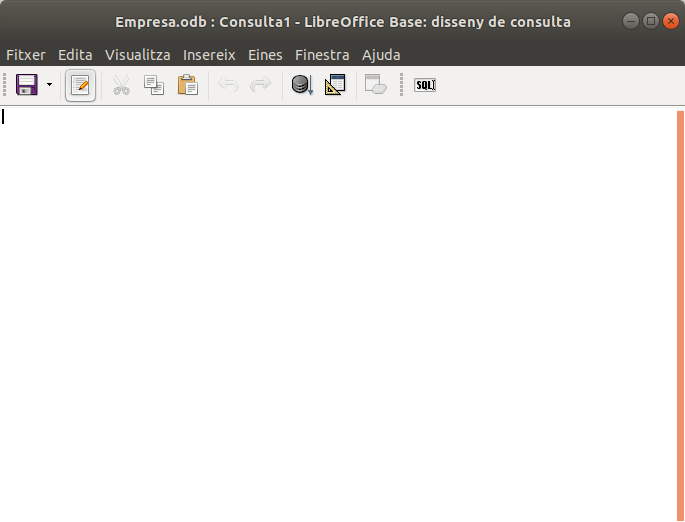 Empresa.odb : Consulta1 - LibreOffice Base: disseny de consulta
Fitxer Edita Visualitza Insereix Eines Finestra Ajuda
SQL